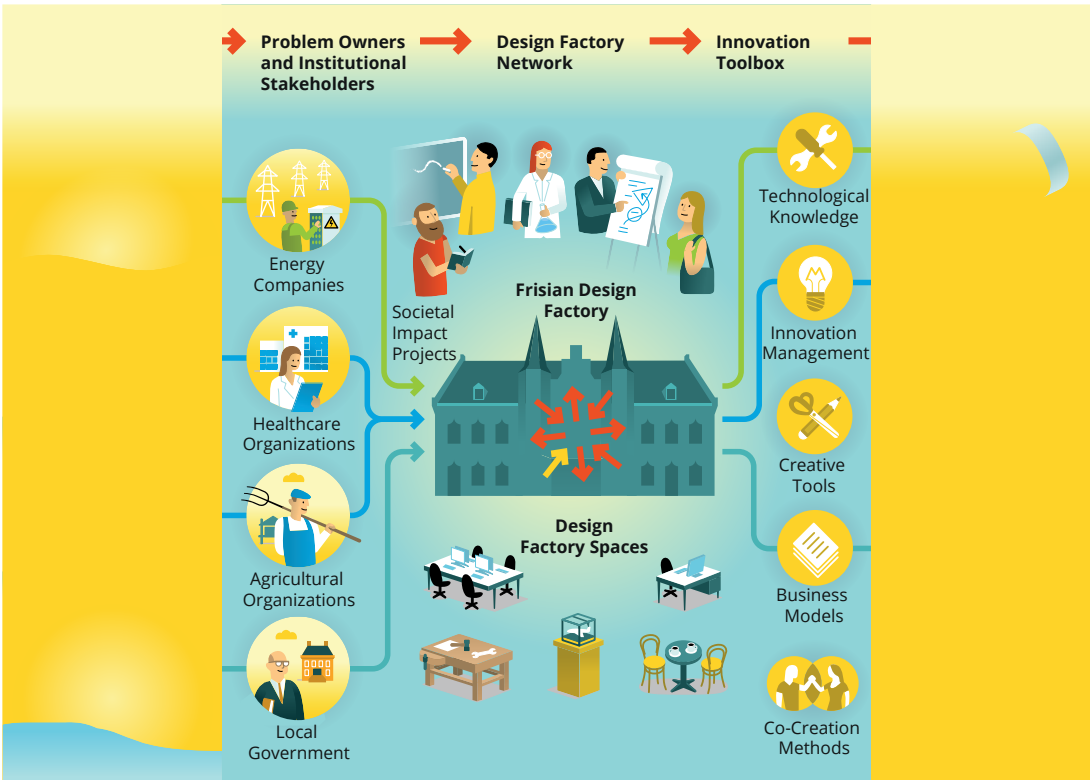 Problem Owners
and Institutional
Stakeholders
Design Factory
Network
Innovation
Toolbox
Energy
Companies
Healthcare
Organizations
Agricultural
Organizations
Local
Government
Societal
Impact
Projects
Frisian Design
Factory
Design
Factory Spaces
Technological
Knowledge
Innovation
Management
Creative
Tools
Business
Models
Co-Creation
Methods